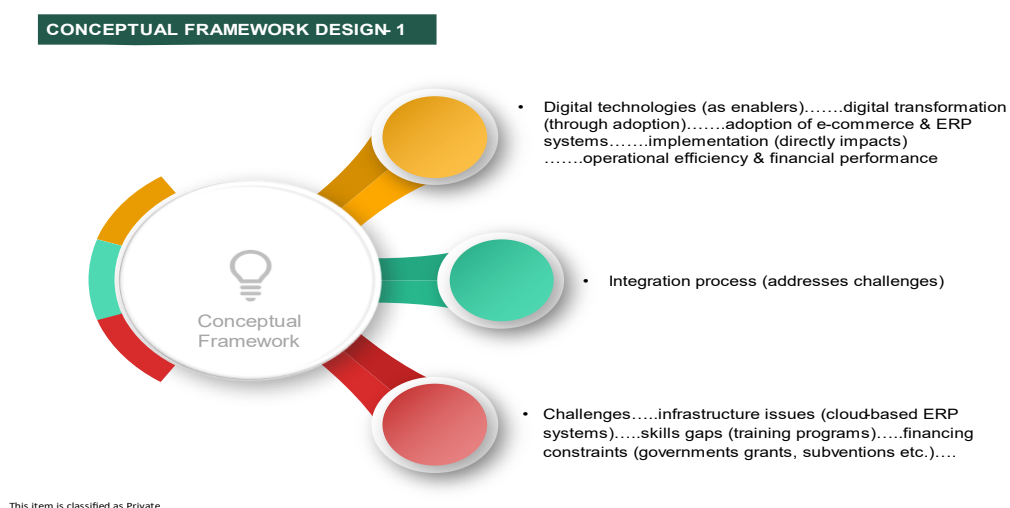 CONCEPTUAL FRAMEWORK DESIGN- 1
• Digital technologies (as enablers)…….digital transformation
(through adoption)…….adoption of e-commerce & ERP
systems…….implementation (directly impacts)
…….operational efficiency & financial performance
• Integration process (addresses challenges)
Conceptual
Framework
• Challenges…..infrastructure issues (cloud-based ERP
systems)…..skills gaps (training programs)…..financing
constraints (governments grants, subventions etc.)….
This item is classified as Private